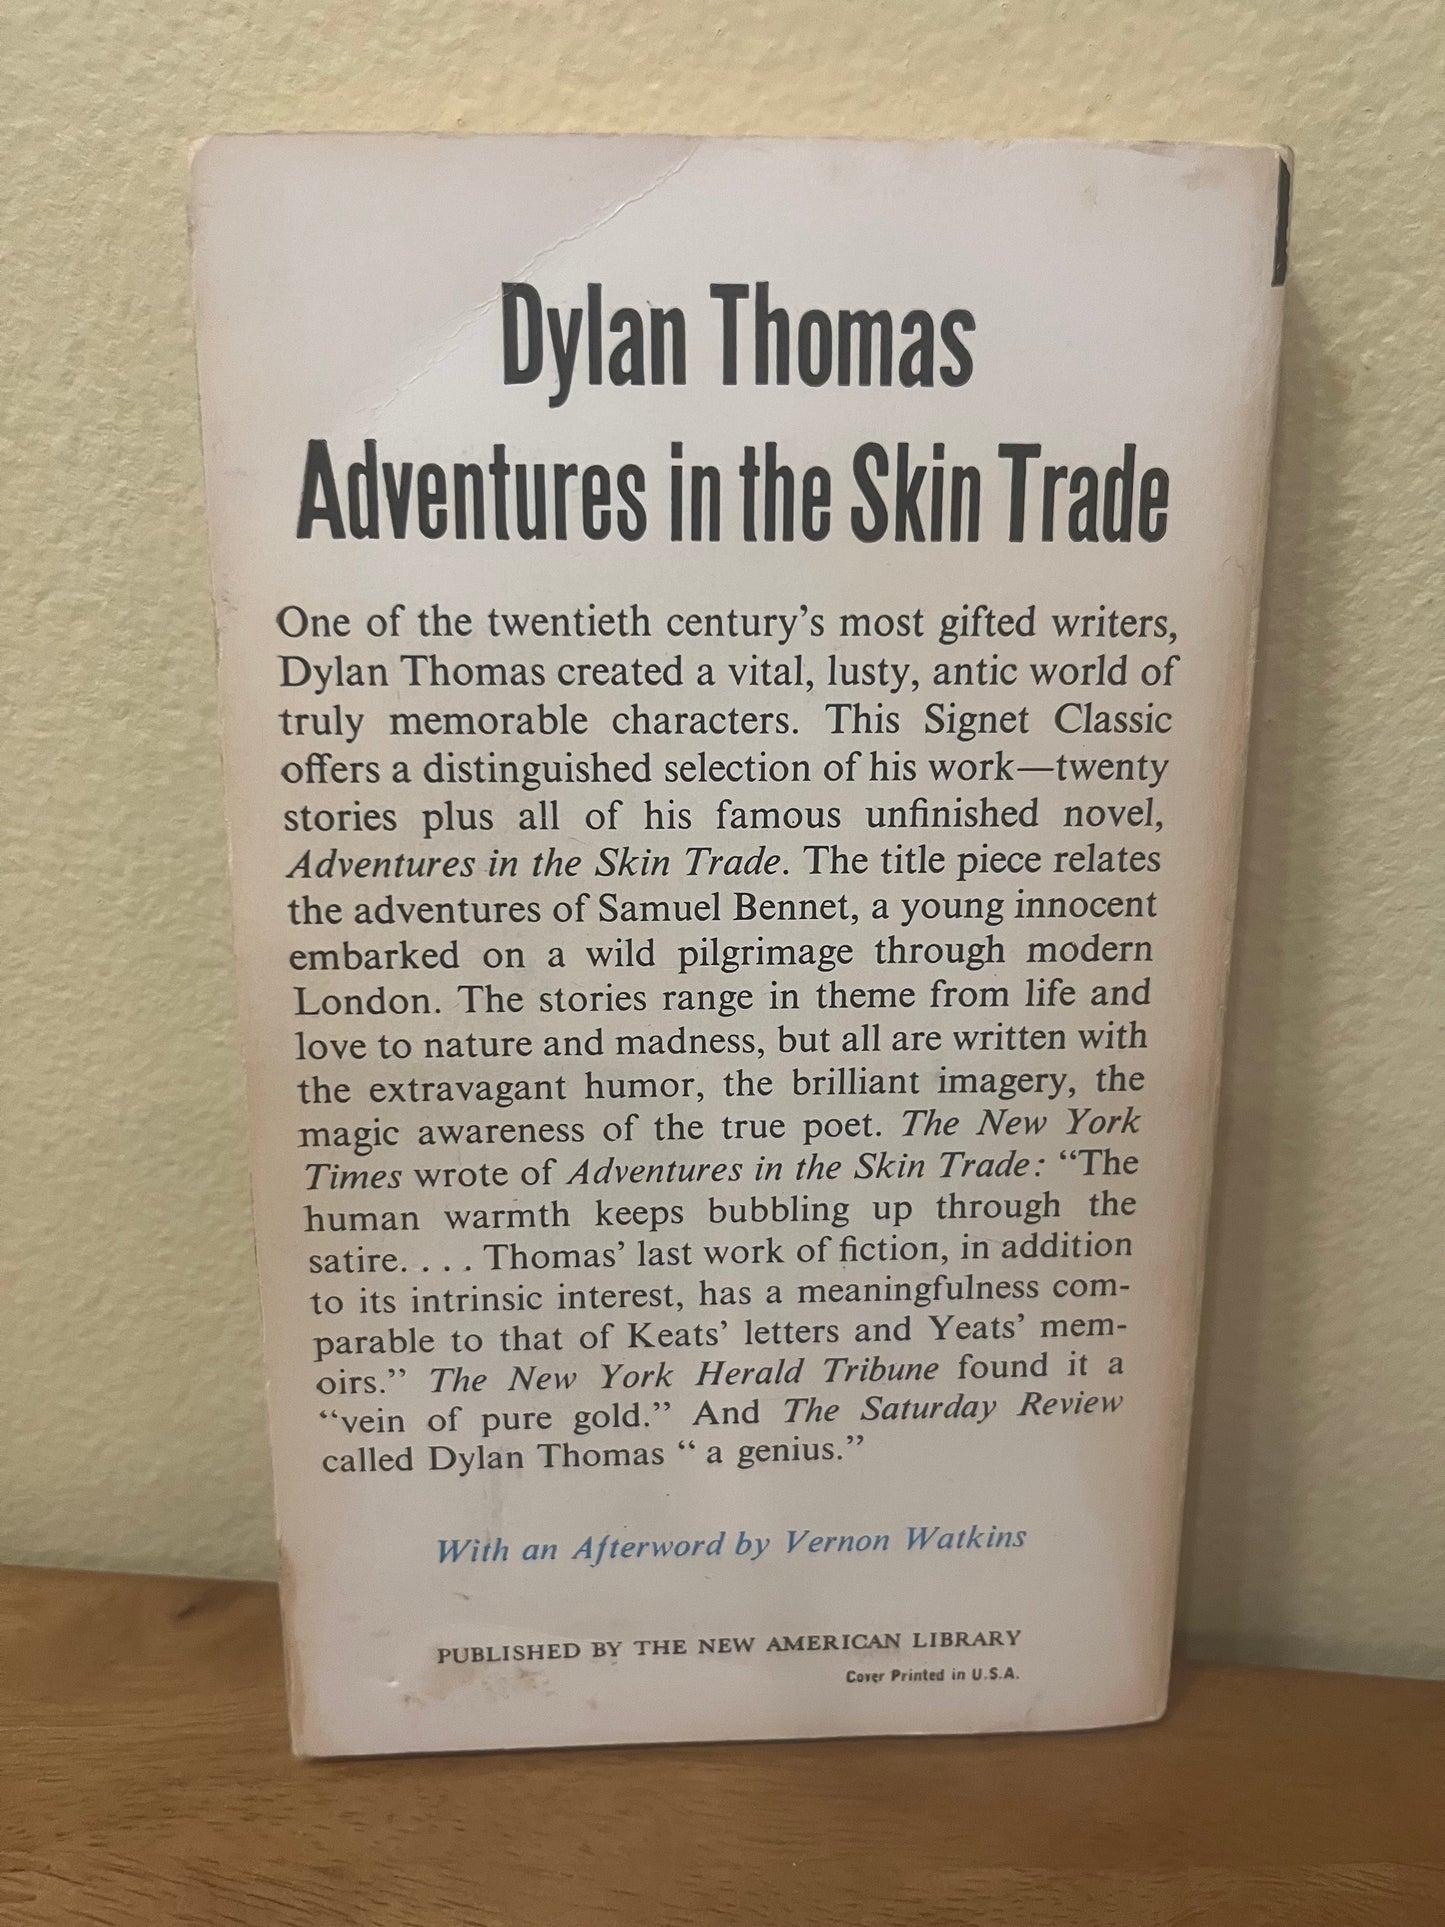 Dylan Thomas
Adventures in the Skin Trade
One of the twentieth century's most gifted writers,
Dylan Thomas created a vital, lusty, antic world of
truly memorable characters. This Signet Classic
offers a distinguished selection of his work—twenty
stories plus all of his famous unfinished novel,
Adventures in the Skin Trade. The title piece relates
the adventures of Samuel Bennet, a young innocent
embarked on a wild pilgrimage through modern
London. The stories range in theme from life and
love to nature and madness, but all are written with
the extravagant humor, the brilliant imagery, the
magic awareness of the true poet. The New York
Times wrote of Adventures in the Skin Trade: “The
human warmth keeps bubbling up through the
satire. . . . Thomas’ last work of fiction, in addition
to its intrinsic interest, has a meaningfulness com-
parable to that of Keats’ letters and Yeats’ mem-
oirs.” The New York Herald Tribune found it a
“vein of pure gold.” And The Saturday Review
called Dylan Thomas “ a genius.”
With an Afterword by Vernon Watkins
PUBLISHED BY THE NEW AMERICAN LIBRARY
Cover Printed in U.S.A.